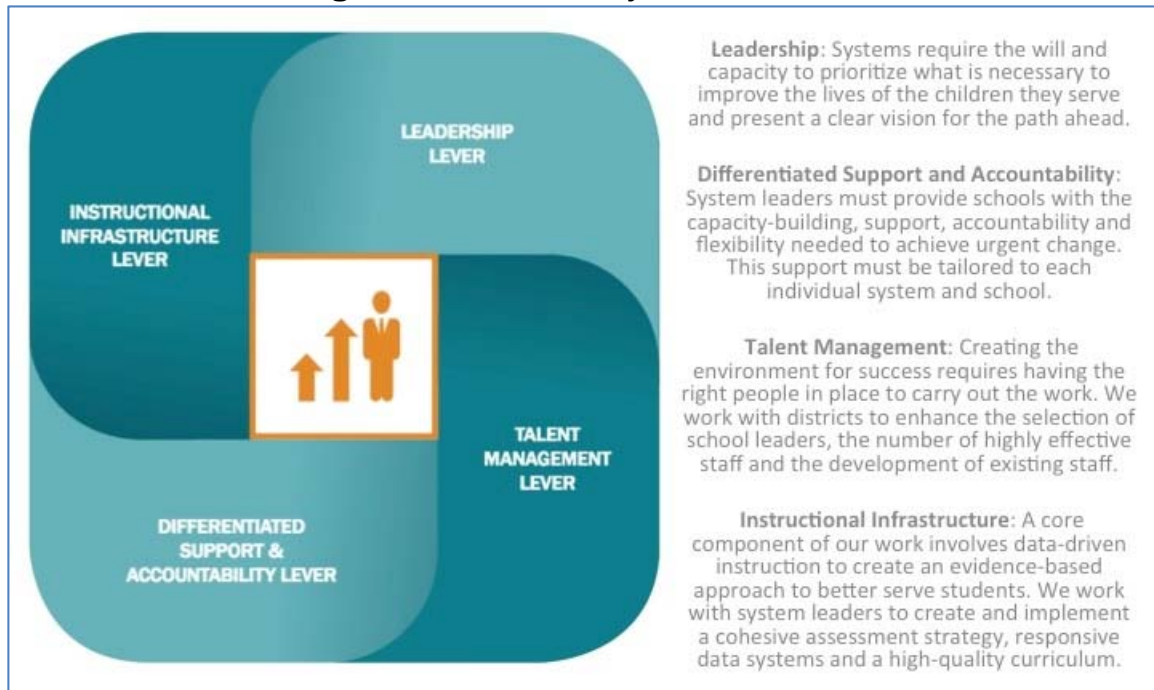 LEADERSHIP
LEVER
INSTRUCTIONAL
INFRASTRUCTURE
LEVER
TALENT
MANAGEMENT
LEVER
DIFFERENTIATED
SUPPORT &
ACCOUNTABILITY LEVER
Leadership: Systems require the will and
capacity to prioritize what is necessary to
improve the lives of the children they serve
and present a clear vision for the path ahead.
Differentiated Support and Accountability:
System leaders must provide schools with the
capacity-building, support, accountability and
flexibility needed to achieve urgent change.
This support must be tailored to each
individual system and school.
Talent Management: Creating the
environment for success requires having the
right people in place to carry out the work. We
work with districts to enhance the selection of
school leaders, the number of highly effective
staff and the development of existing staff.
Instructional Infrastructure: A core
component of our work involves data-driven
instruction to create an evidence-based
approach to better serve students. We work
with system leaders to create and implement
a cohesive assessment strategy, responsive
data systems and a high-quality curriculum.